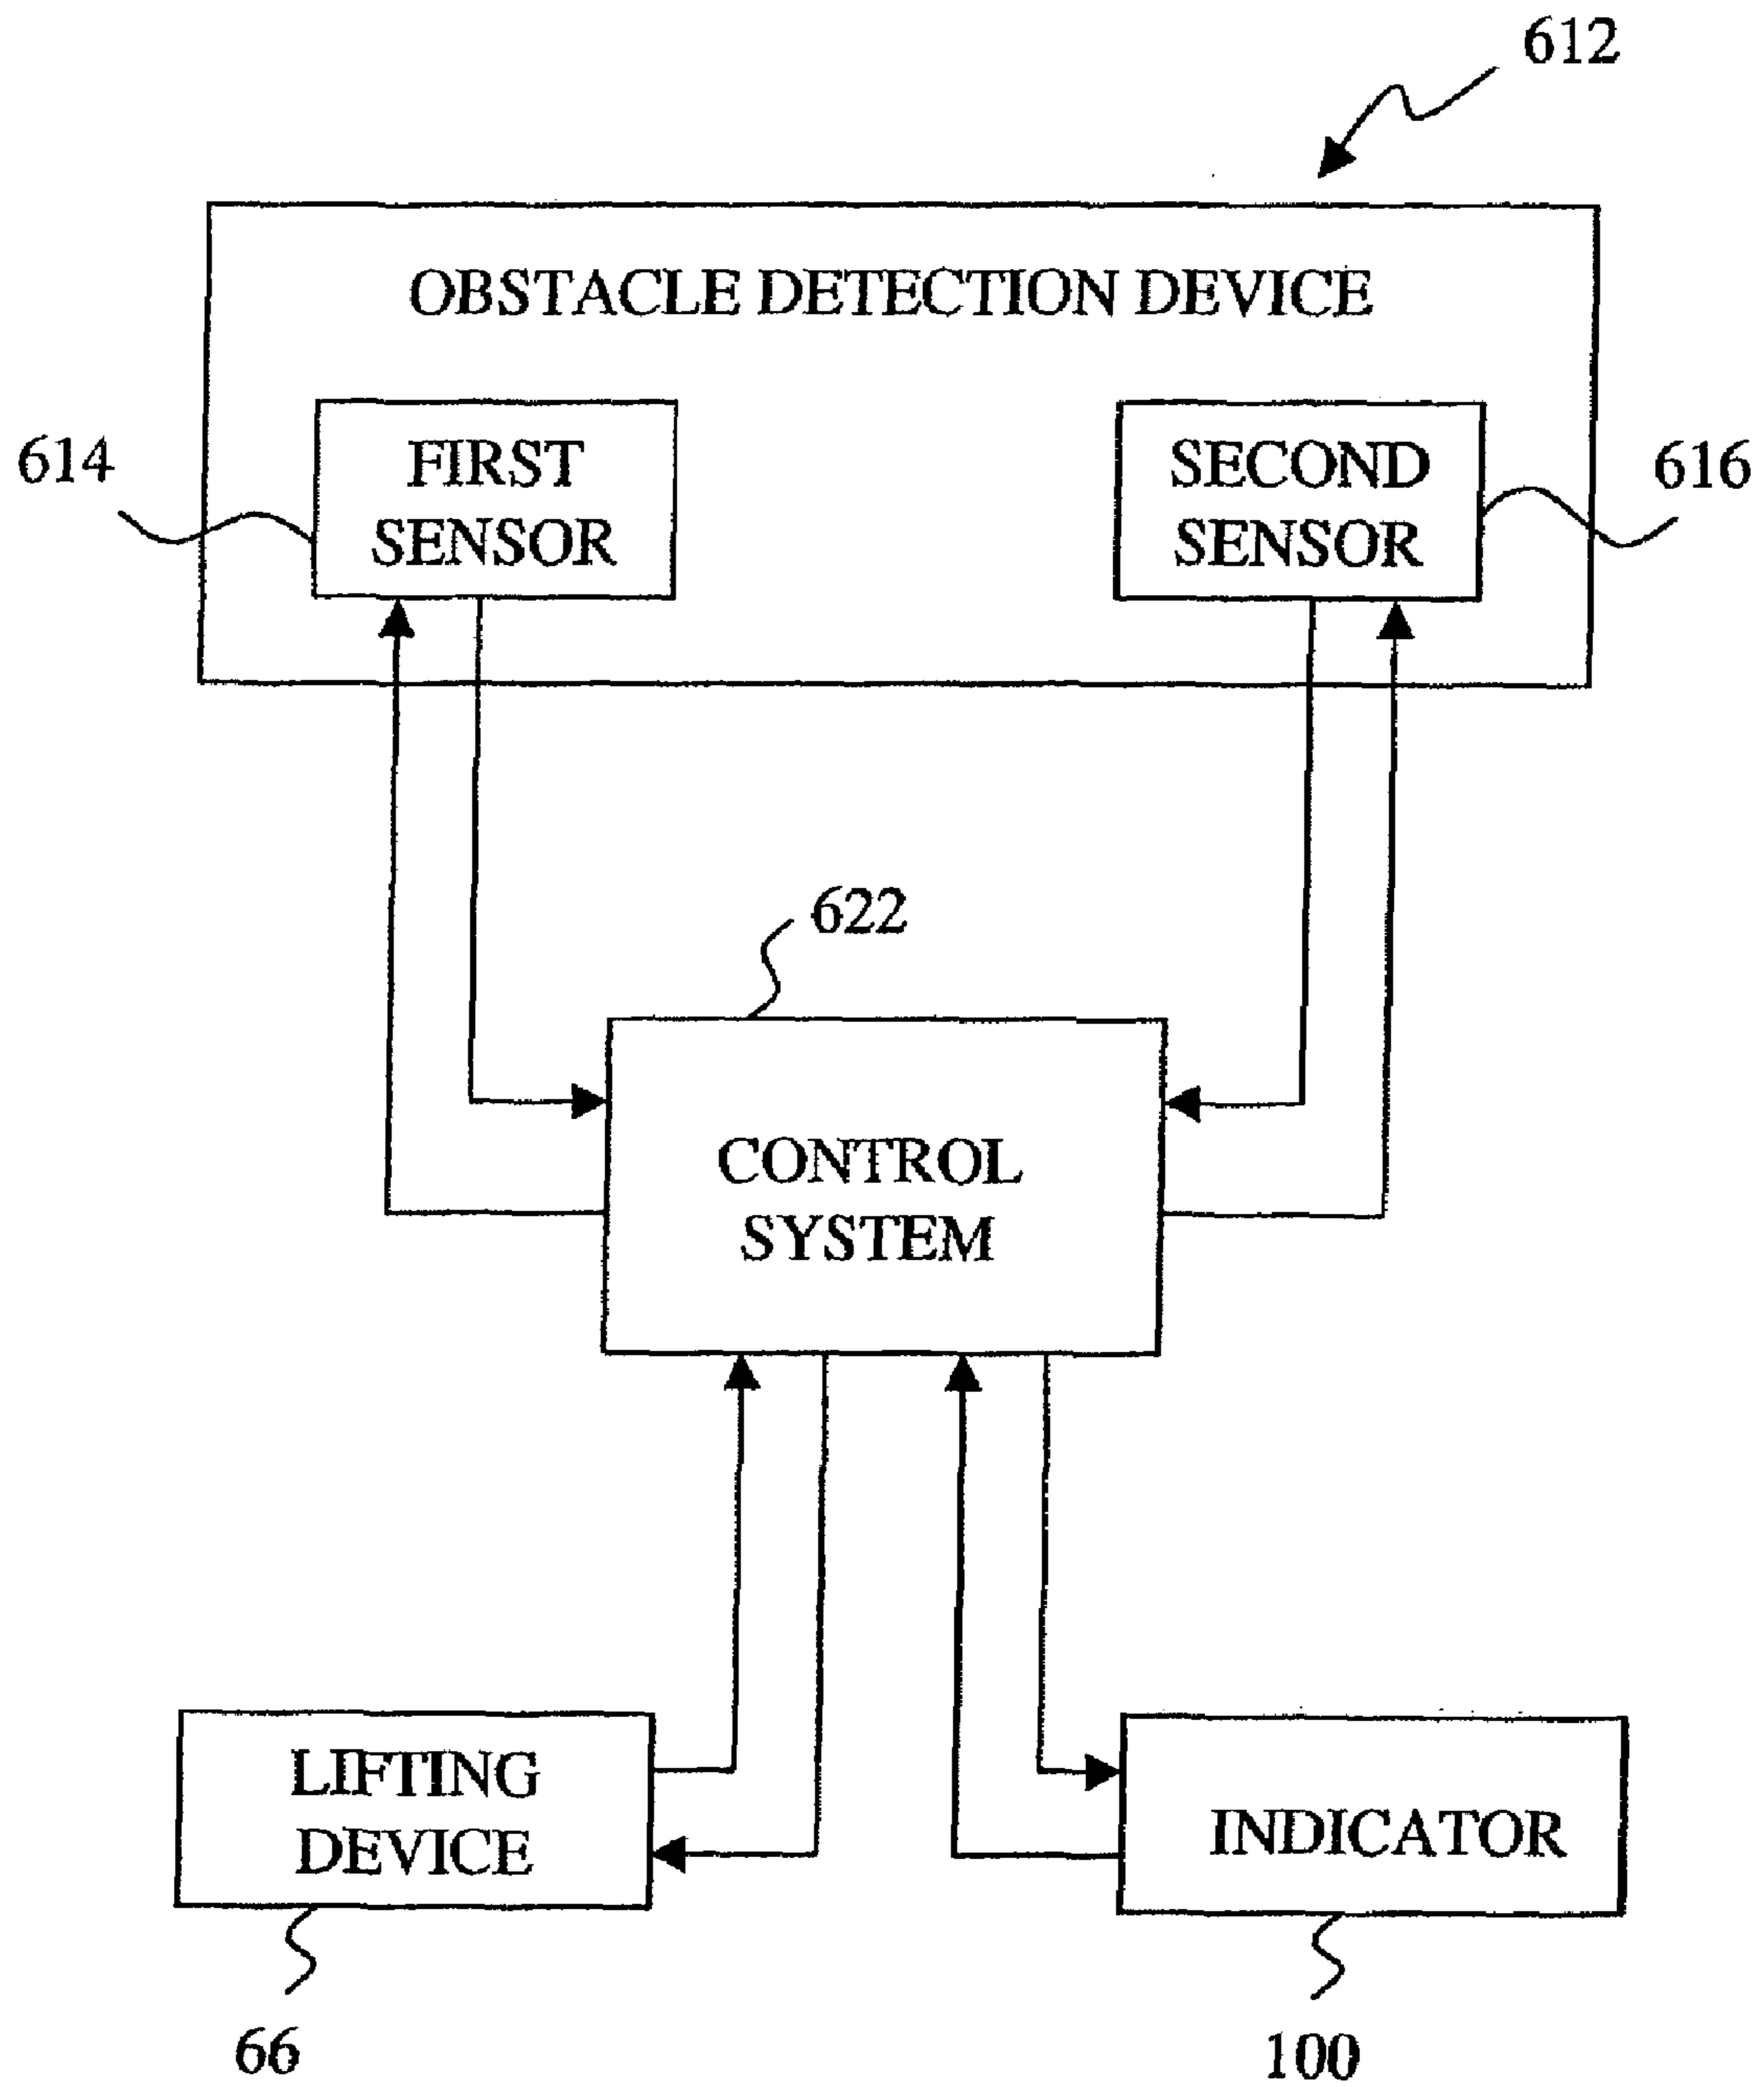 612
OBSTACLE DETECTION DEVICE
614
FIRST
SENSOR
SECOND
SENSOR
616
622
CONTROL
SYSTEM
LIFTING
DEVICE
INDICATOR
66
100